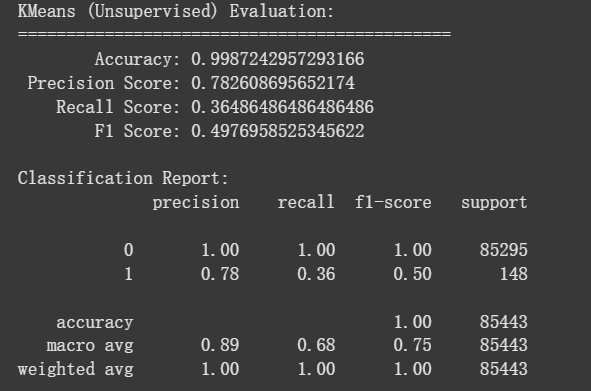 KMeans (Unsupervised) Evaluation:
=============================================
Accuracy: 0.9987242957293166
Precision Score: 0.782608695652174
Recall Score: 0.36486486486486486
F1 Score: 0.4976958525345622
Classification Report:
precision recall f1-score support
0 1.00 1.00 1.00 85295
1 0.78 0.36 0.50 148
accuracy 1.00 85443
macro avg 0.89 0.68 0.75 85443
weighted avg 1.00 1.00 1.00 85443